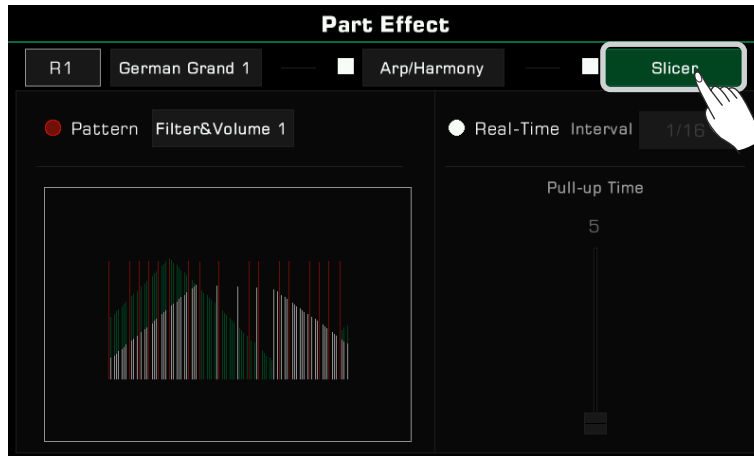 Part Effect
R1 German Grand 1 Arp/Harmony Slicer
Pattern Filter&Volume 1 Real-Time Interval 1/16
Pull-up Time
5